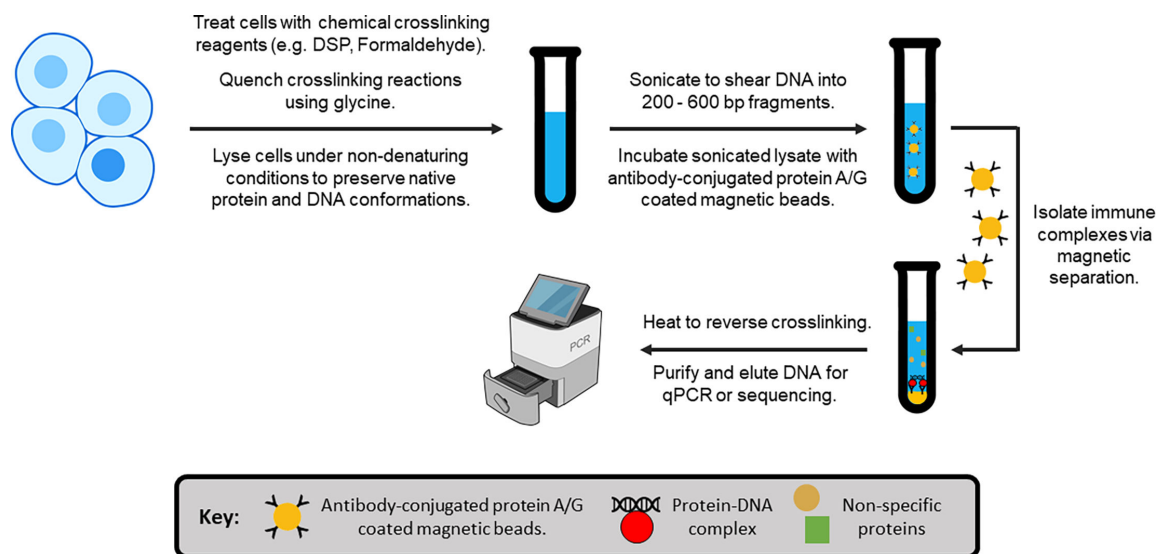 Treat cells with chemical crosslinking
reagents (e.g. DSP, Formaldehyde).
Quench crosslinking reactions
using glycine.
Lyse cells under non-denaturing
conditions to preserve native
protein and DNA conformations.
Sonicate to shear DNA into
200 - 600 bp fragments.
Incubate sonicated lysate with
antibody-conjugated protein A/G
coated magnetic beads.
Isolate immune
complexes via
magnetic
separation.
Heat to reverse crosslinking.
Purify and elute DNA for
qPCR or sequencing.
PCR
Key:
Antibody-conjugated protein A/G
coated magnetic beads.
Protein-DNA
complex
Non-specific
proteins